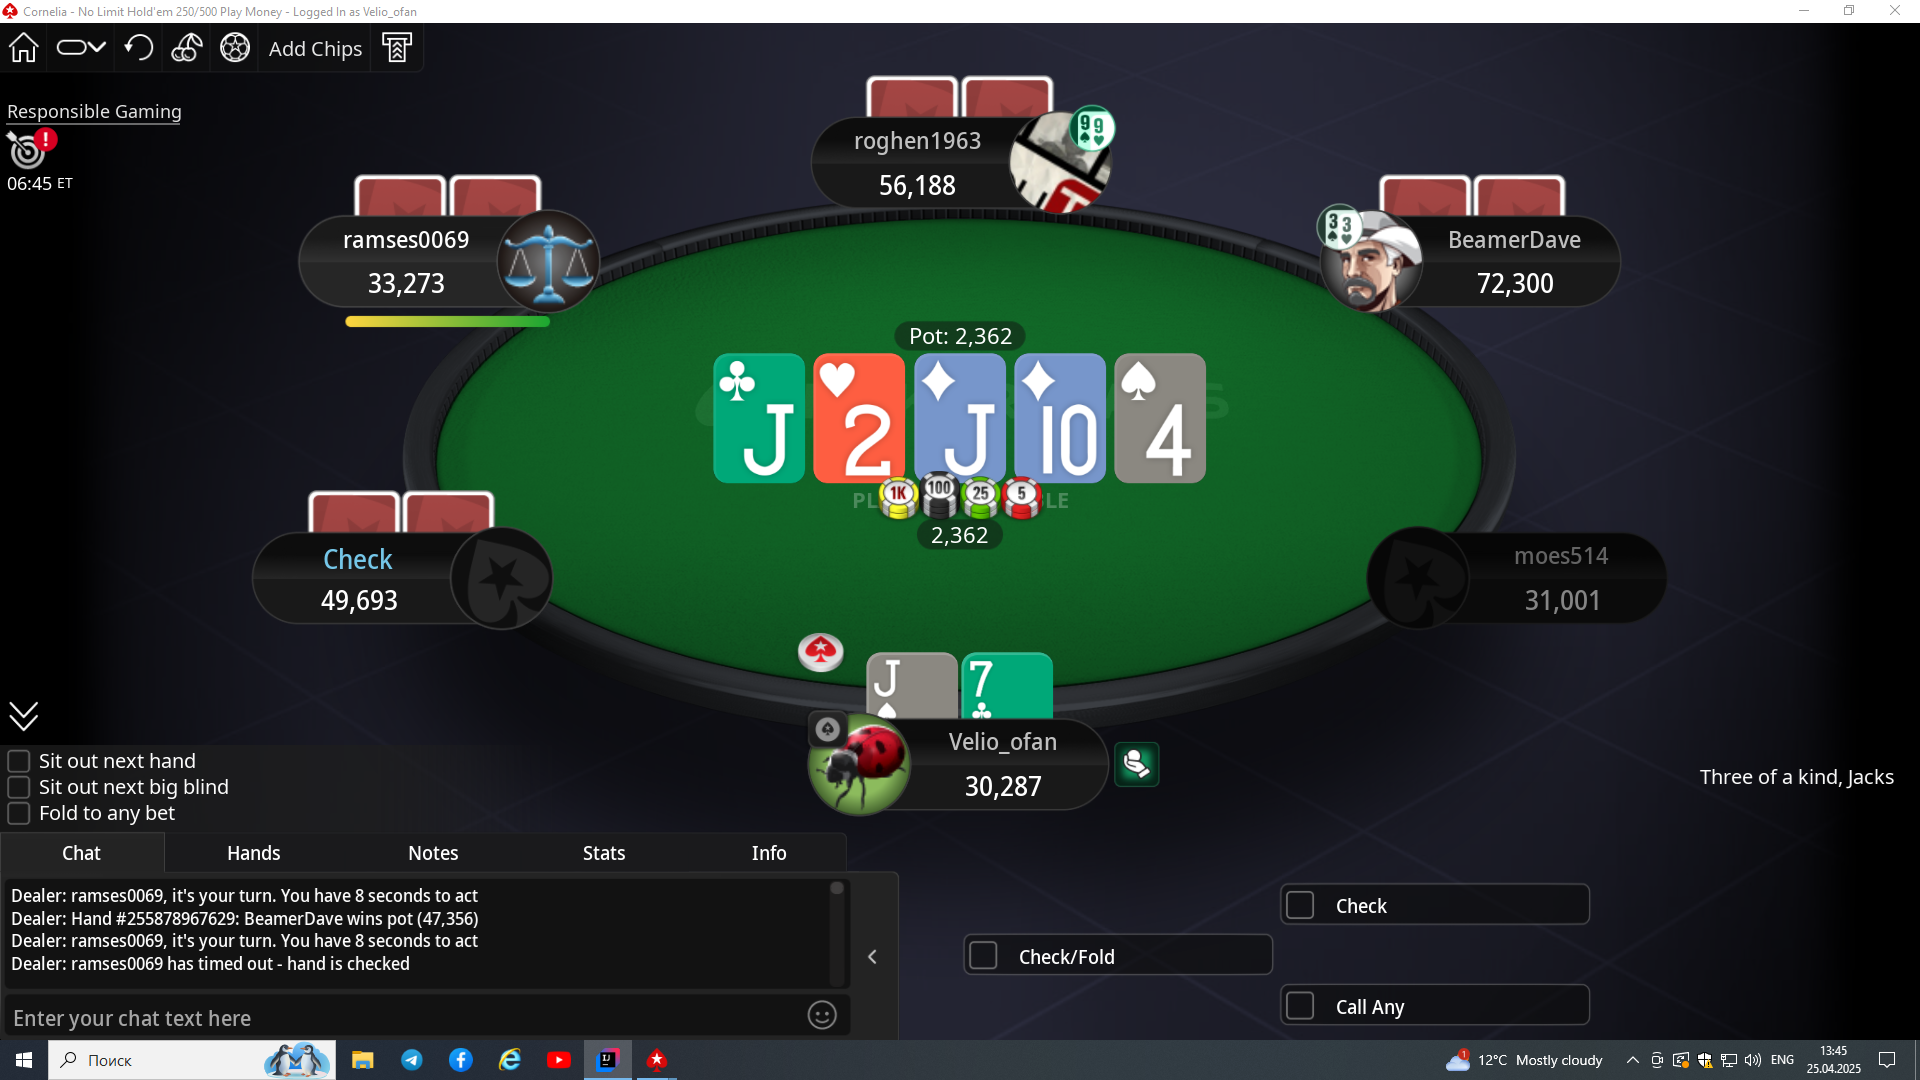 Cornelia - No Limit Hold'em 250/500 Play Money - Logged In as Velio_ofan
Add Chips
Responsible Gaming
!
06:45 ET
roghen1963
56,188
9 9
ramses0069
33,273
BeamerDave
72,300
3 3
Pot: 2,362
J
2
J
10
4
1K
100
25
5
2,362
Check
49,693
moes514
31,001
J
7
Velio_ofan
30,287
Three of a kind, Jacks
Sit out next hand
Sit out next big blind
Fold to any bet
Chat
Hands
Notes
Stats
Info
Dealer: ramses0069, it's your turn. You have 8 seconds to act
Dealer: Hand #255878967629: BeamerDave wins pot (47,356)
Dealer: ramses0069, it's your turn. You have 8 seconds to act
Dealer: ramses0069 has timed out - hand is checked
Enter your chat text here
Check
Check/Fold
Call Any
Поиск
1
12°C Mostly cloudy
ENG
13:45
25.04.2025